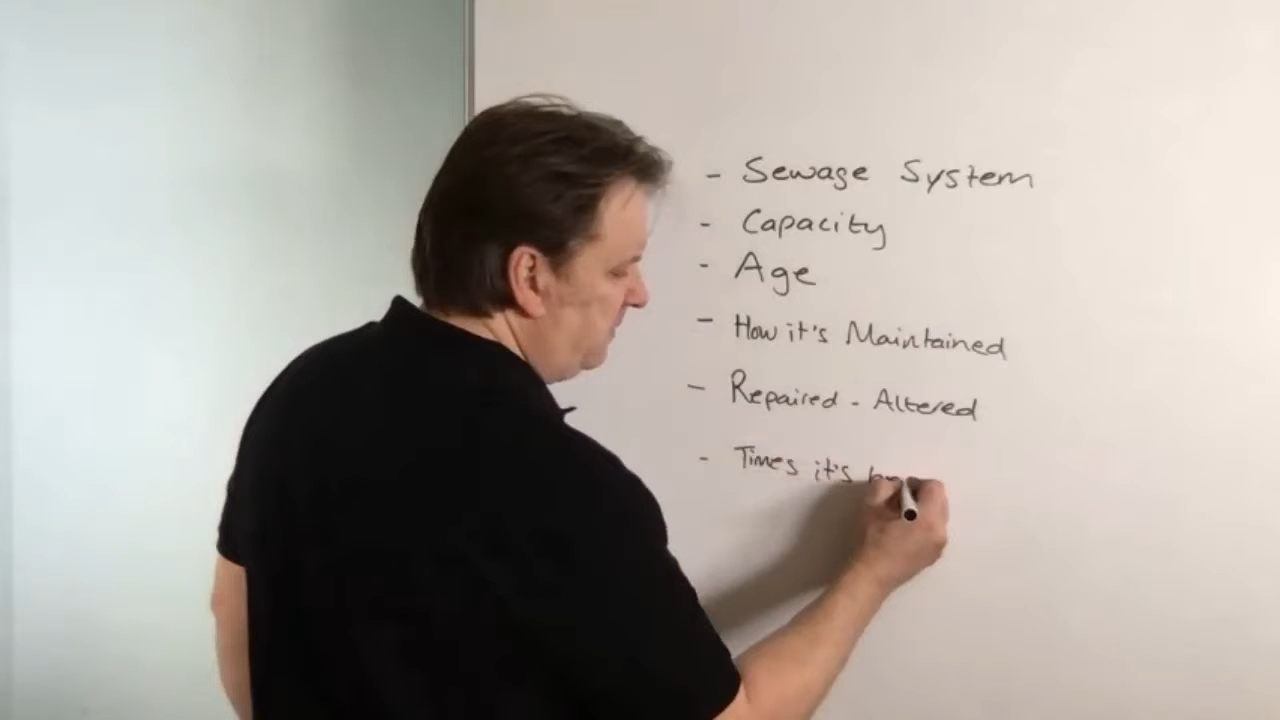 - Sewage System
- Capacity
- Age
- How it's Maintained
- Repaired - Altered
- Times it's